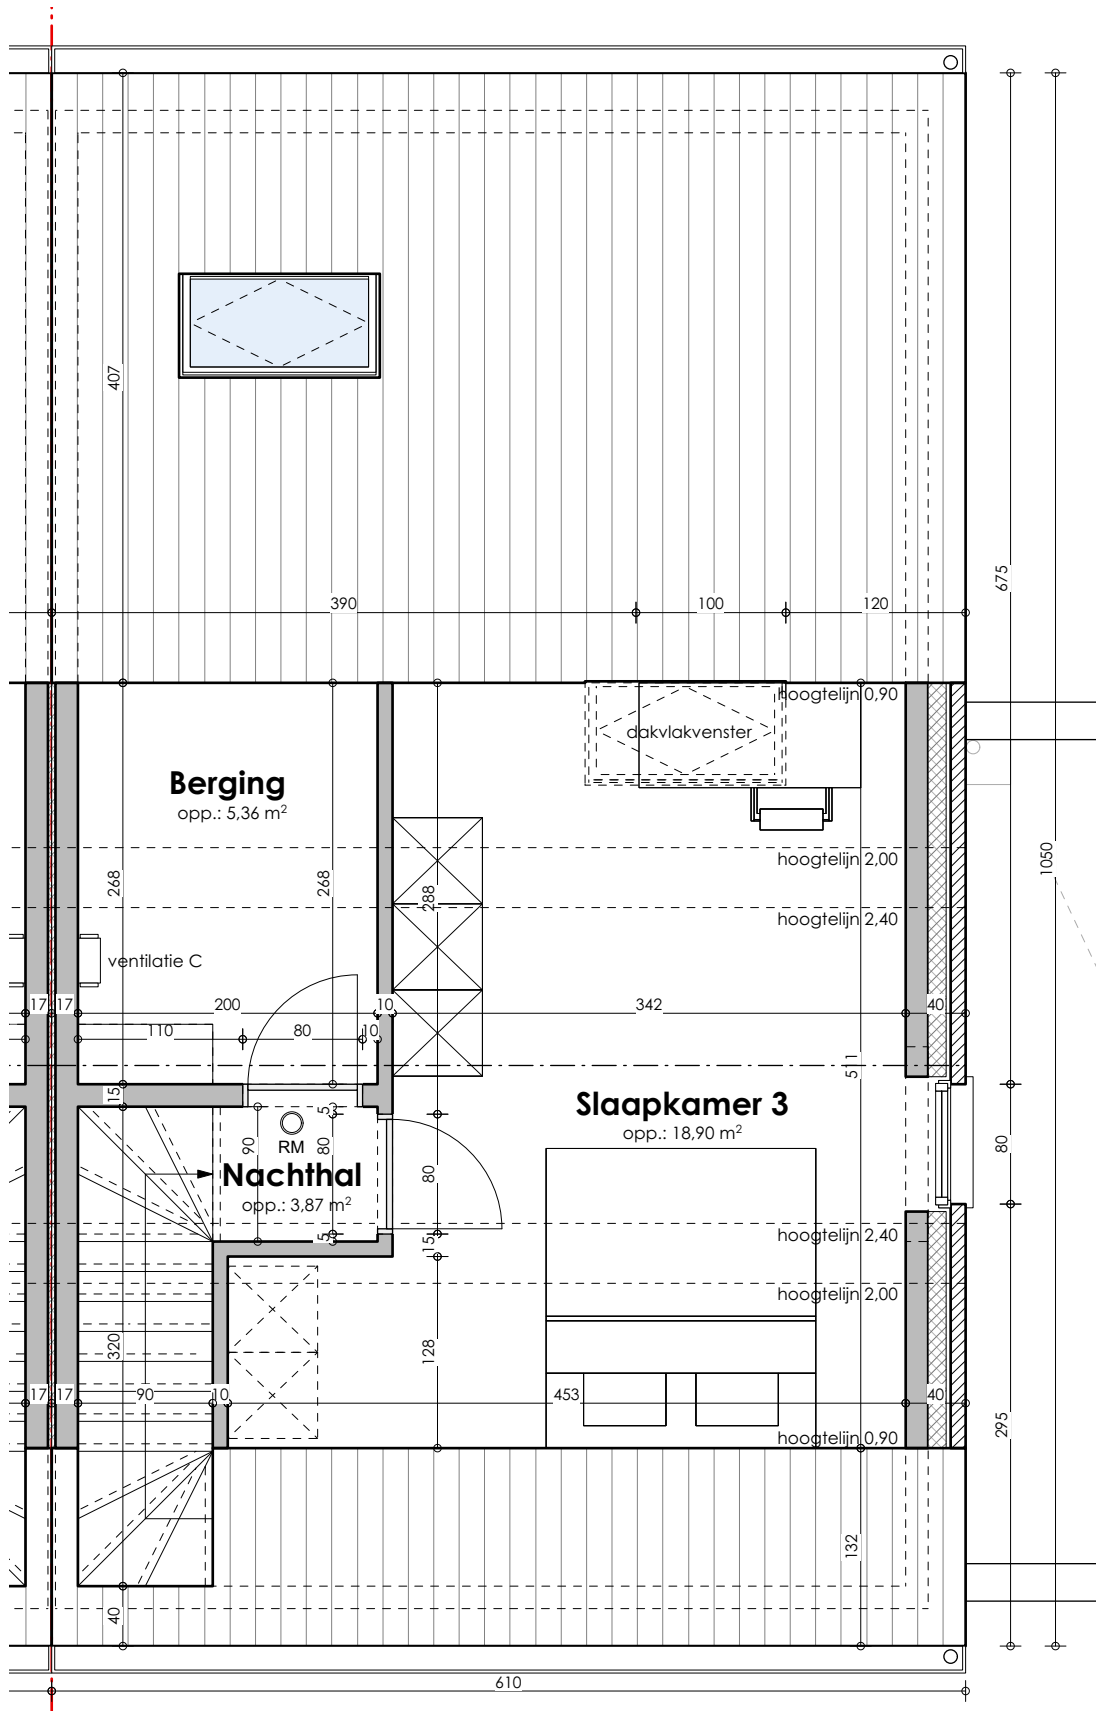 407
390
100
120
675
hoogtelijn 0,90
dakvlakvenster
Berging
opp.: 5,36 m²
hoogtelijn 2,00
1050
268
268
288
hoogtelijn 2,40
ventilatie C
17
17
200
10
342
40
110
80
10
511
15
5
Slaapkamer 3
opp.: 18,90 m²
90
80
RM
80
80
Nachthal
opp.: 3,87 m²
5
15
hoogtelijn 2,40
hoogtelijn 2,00
320
128
17
17
90
10
453
40
295
hoogtelijn 0,90
132
40
610